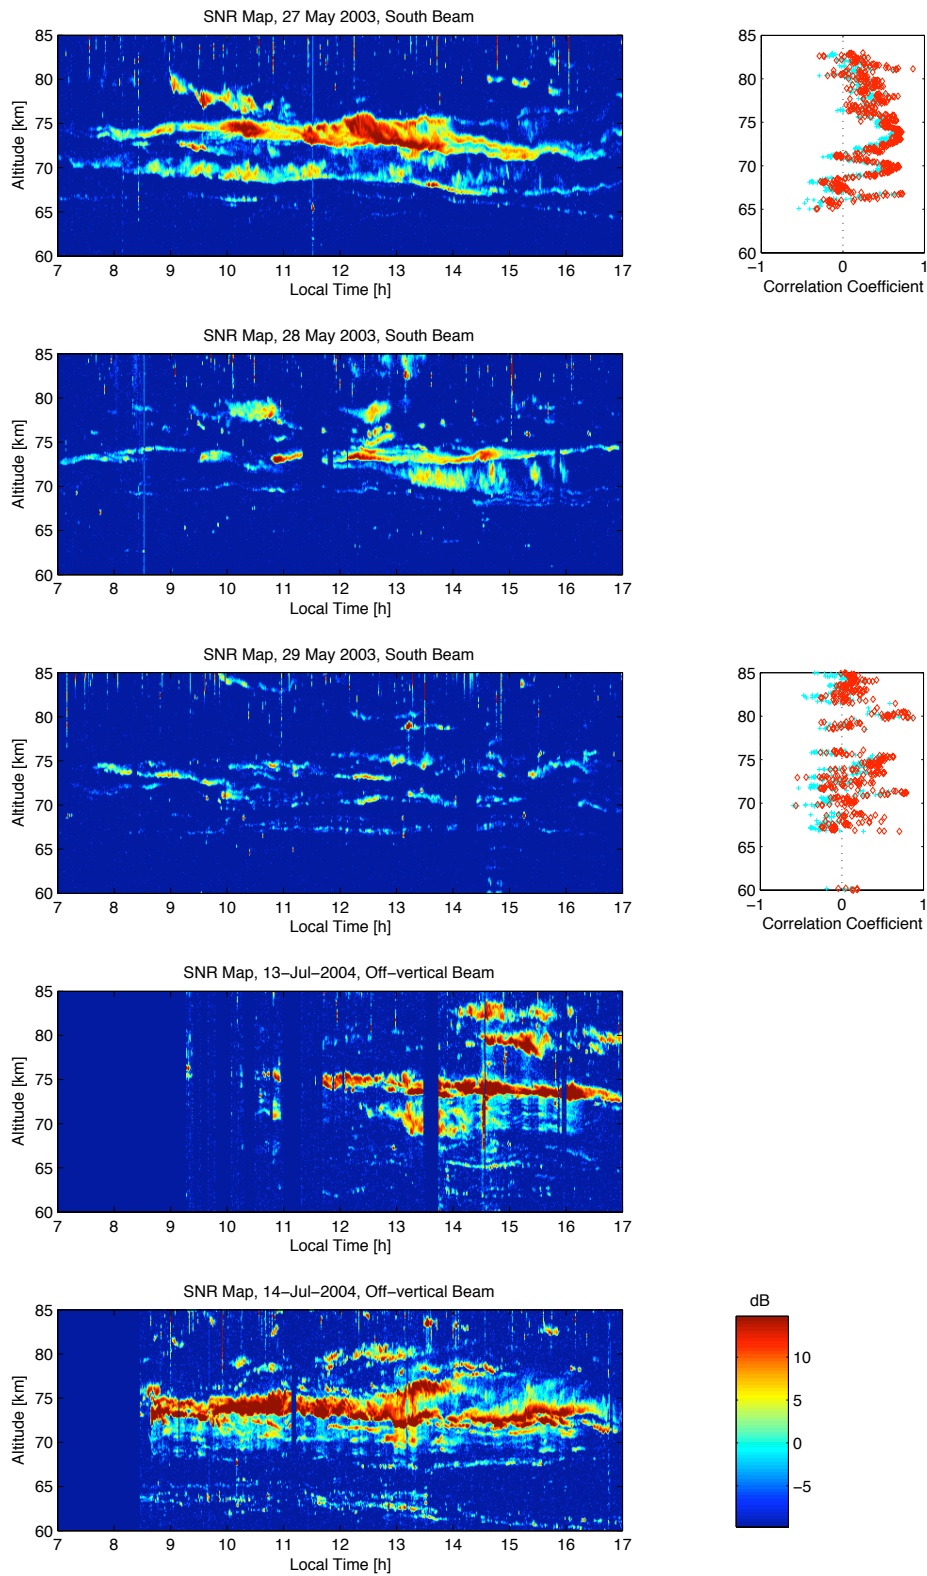 SNR Map, 27 May 2003, South Beam
85
80
75
70
65
60
Altitude [km]
7 8 9 10 11 12 13 14 15 16 17
Local Time [h]
85
80
75
70
65
60
−1 0 1
Correlation Coefficient
SNR Map, 28 May 2003, South Beam
85
80
75
70
65
60
Altitude [km]
7 8 9 10 11 12 13 14 15 16 17
Local Time [h]
SNR Map, 29 May 2003, South Beam
85
80
75
70
65
60
Altitude [km]
7 8 9 10 11 12 13 14 15 16 17
Local Time [h]
85
80
75
70
65
60
−1 0 1
Correlation Coefficient
SNR Map, 13−Jul−2004, Off−vertical Beam
85
80
75
70
65
60
Altitude [km]
7 8 9 10 11 12 13 14 15 16 17
Local Time [h]
SNR Map, 14−Jul−2004, Off−vertical Beam
85
80
75
70
65
60
Altitude [km]
7 8 9 10 11 12 13 14 15 16 17
Local Time [h]
dB
10
5
0
−5